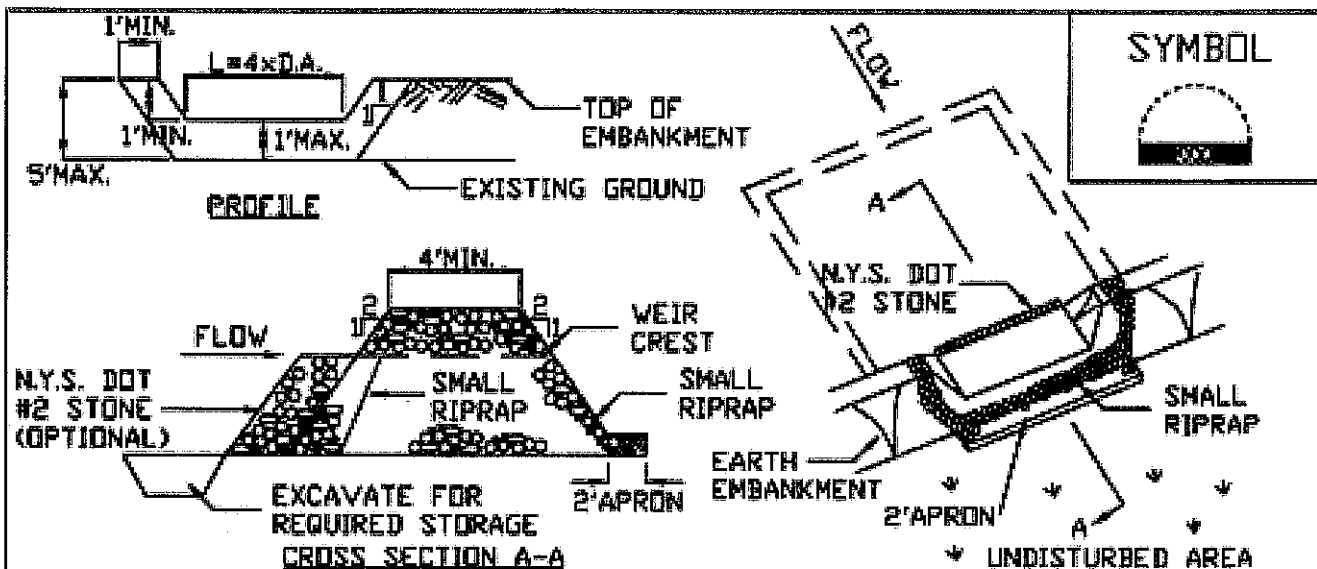 1'MIN.
L=4xD.A.
1
1
TOP OF
EMBANKMENT
1'MIN.
1'MAX.
5'MAX.
EXISTING GROUND
PROFILE
4'MIN.
2
1
2
1
FLOW
WEIR
CREST
N.Y.S. DOT
#2 STONE
(OPTIONAL)
SMALL
RIPRAP
SMALL
RIPRAP
2'APRON
EXCAVATE FOR
REQUIRED STORAGE
CROSS SECTION A-A
FLOW
A
N.Y.S. DOT
#2 STONE
SMALL
RIPRAP
EARTH
EMBANKMENT
2'APRON
A
UNDISTURBED AREA
SYMBOL